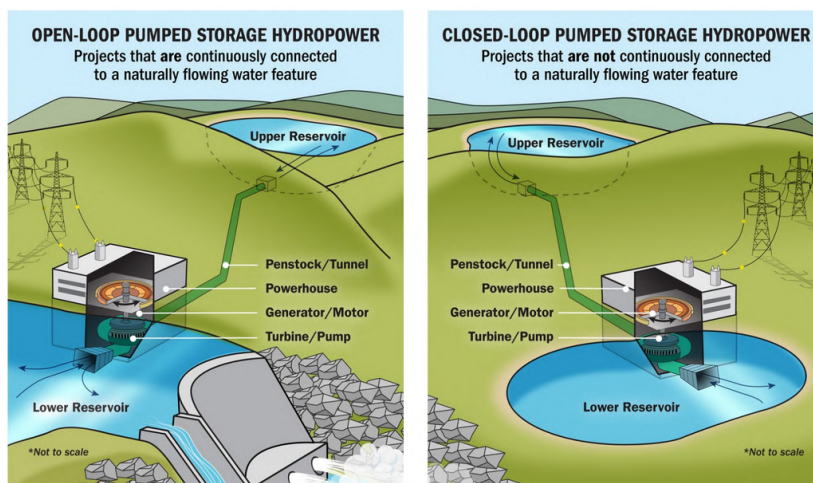 OPEN-LOOP PUMPED STORAGE HYDROPOWER
Projects that are continuously connected
to a naturally flowing water feature
Upper Reservoir
Penstock/Tunnel
Powerhouse
Generator/Motor
Turbine/Pump
Lower Reservoir
*Not to scale
CLOSED-LOOP PUMPED STORAGE HYDROPOWER
Projects that are not continuously connected
to a naturally flowing water feature
Upper Reservoir
Penstock/Tunnel
Powerhouse
Generator/Motor
Turbine/Pump
Lower Reservoir
*Not to scale